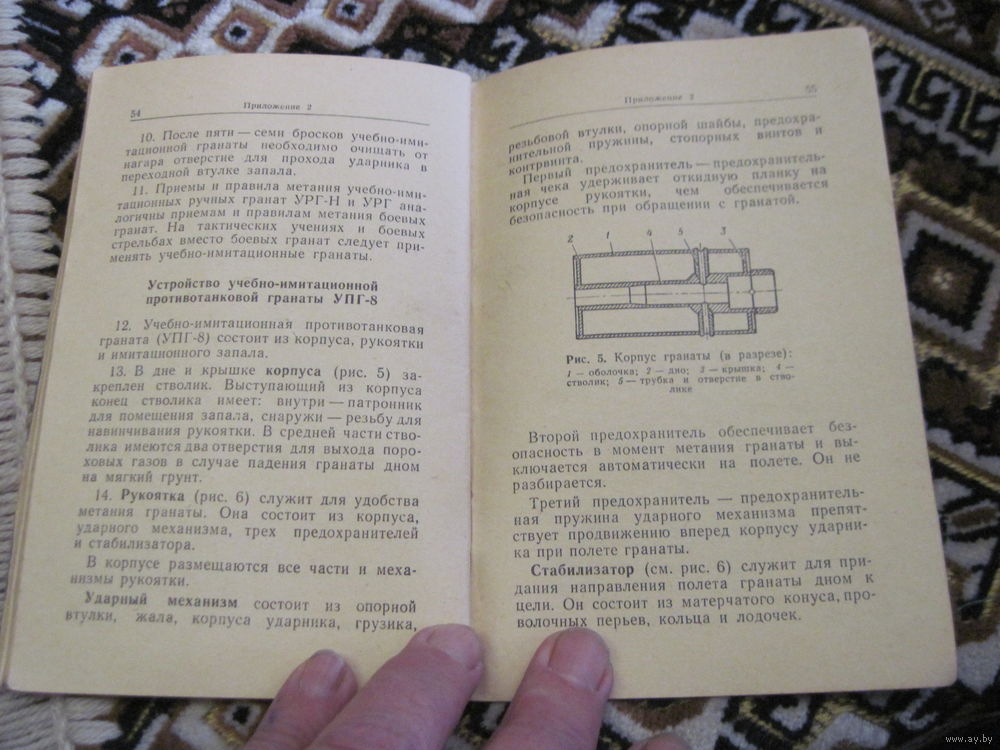 54
Приложение 2
10. После пяти — семи бросков учебно-ими-
тационной гранаты необходимо очищать от
нагара отверстие для прохода ударника в
переходной втулке запала.
11. Приемы и правила метания учебно-ими-
тационных ручных гранат УРГ-Н и УРГ ана-
логичны приемам и правилам метания боевых
гранат. На тактических учениях и боевых
стрельбах вместо боевых гранат следует при-
менять учебно-имитационные гранаты.
Устройство учебно-имитационной
противотанковой гранаты УПГ-8
12. Учебно-имитационная противотанковая
граната (УПГ-8) состоит из корпуса, рукоятки
и имитационного запала.
13. В дне и крышке корпуса (рис. 5) за-
креплен стволик. Выступающий из корпуса
конец стволика имеет: внутри — патронник
для помещения запала, снаружи — резьбу для
навинчивания рукоятки. В средней части ство-
лика имеются два отверстия для выхода поро-
ховых газов в случае падения гранаты дном
на мягкий грунт.
14. Рукоятка (рис. 6) служит для удобства
метания гранаты. Она состоит из корпуса,
ударного механизма, трех предохранителей
и стабилизатора.
В корпусе размещаются все части и меха-
низмы рукоятки.
Ударный механизм состоит из опорной
втулки, жала, корпуса ударника, грузика,
Приложение 2
55
резьбовой втулки, опорной шайбы, предохра-
нительной пружины, стопорных винтов и
контрвинта.
Первый предохранитель — предохранитель-
ная чека удерживает откидную планку на
корпусе рукоятки, чем обеспечивается
безопасность при обращении с гранатой.
2 1 4 5 3
Рис. 5. Корпус гранаты (в разрезе):
1 — оболочка; 2 — дно; 3 — крышка; 4 —
стволик; 5 — трубка и отверстие в ство-
лике
Второй предохранитель обеспечивает без-
опасность в момент метания гранаты и вы-
ключается автоматически на полете. Он не
разбирается.
Третий предохранитель — предохранитель-
ная пружина ударного механизма препят-
ствует продвижению вперед корпусу ударни-
ка при полете гранаты.
Стабилизатор (см. рис. 6) служит для при-
дания направления полета гранаты дном к
цели. Он состоит из матерчатого конуса, про-
волочных перьев, кольца и лодочек.
www.ay.by